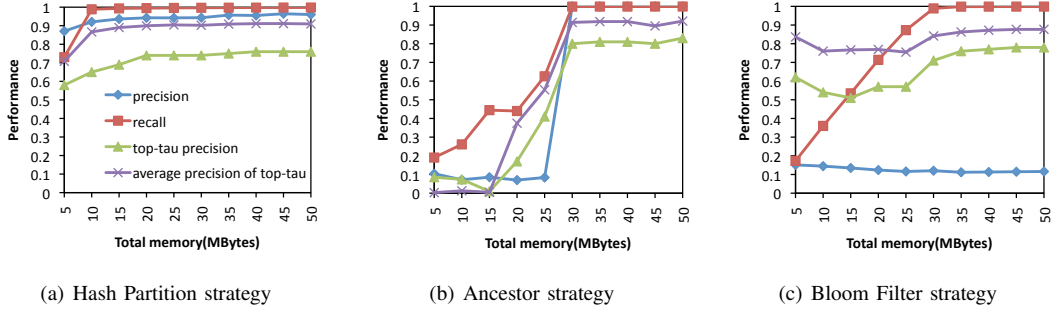 Performance
1
0.9
0.8
0.7
0.6
0.5
0.4
0.3
0.2
0.1
0
precision
recall
top-tau precision
average precision of top-tau
5 10 15 20 25 30 35 40 45 50
Total memory(MBytes)
(a) Hash Partition strategy
Performance
1
0.9
0.8
0.7
0.6
0.5
0.4
0.3
0.2
0.1
0
5 10 15 20 25 30 35 40 45 50
Total memory(MBytes)
(b) Ancestor strategy
Performance
1
0.9
0.8
0.7
0.6
0.5
0.4
0.3
0.2
0.1
0
5 10 15 20 25 30 35 40 45 50
Total memory(MBytes)
(c) Bloom Filter strategy